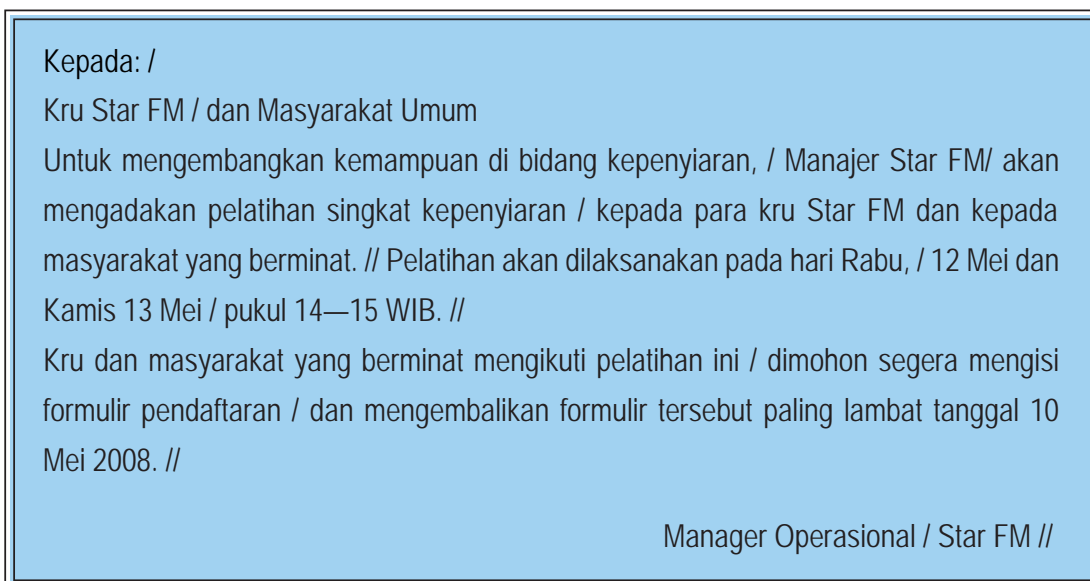 Kepada: /
Kru Star FM / dan Masyarakat Umum
Untuk mengembangkan kemampuan di bidang kepenyiaran, / Manajer Star FM/ akan
mengadakan pelatihan singkat kepenyiaran / kepada para kru Star FM dan kepada
masyarakat yang berminat. // Pelatihan akan dilaksanakan pada hari Rabu, / 12 Mei dan
Kamis 13 Mei / pukul 14—15 WIB. //
Kru dan masyarakat yang berminat mengikuti pelatihan ini / dimohon segera mengisi
formulir pendaftaran / dan mengembalikan formulir tersebut paling lambat tanggal 10
Mei 2008. //
Manager Operasional / Star FM //